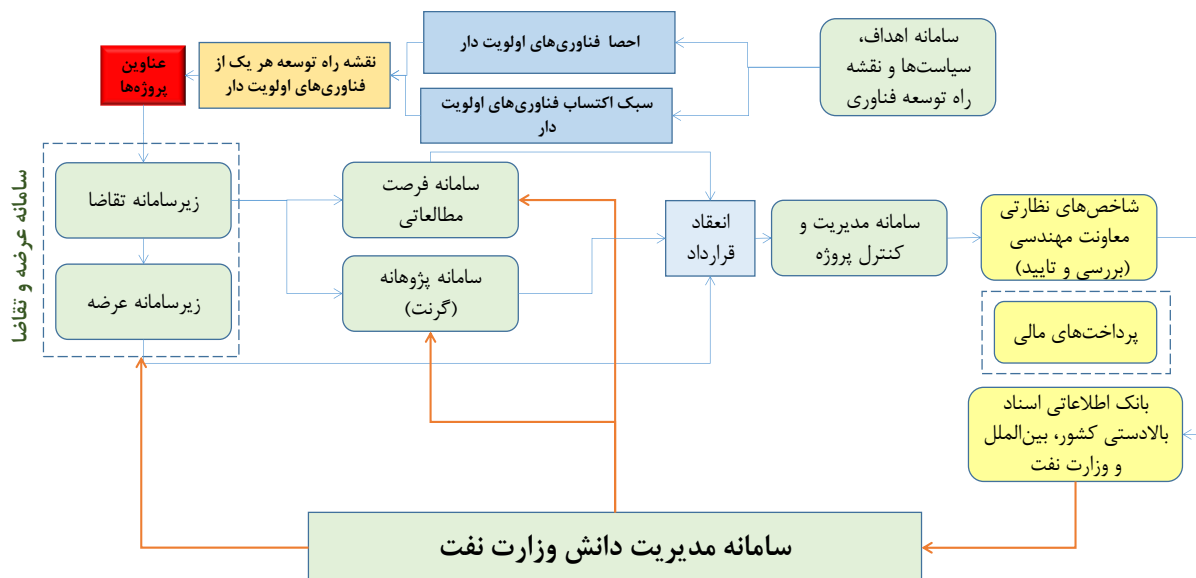 سامانه اهداف،
سیاست‌ها و نقشه
راه توسعه فناوری
احصا فناوری‌های اولویت دار
سبک اکتساب فناوری‌های اولویت
دار
نقشه راه توسعه هر یک از
فناوری‌های اولویت دار
عناوین
پروژه‌ها
سامانه عرضه و تقاضا
زیرسامانه تقاضا
زیرسامانه عرضه
سامانه فرصت
مطالعاتی
سامانه پژوهانه
(گرنت)
انعقاد
قرارداد
سامانه مدیریت و
کنترل پروژه
شاخص‌های نظارتی
معاونت مهندسی
(بررسی و تایید)
پرداخت‌های مالی
بانک اطلاعاتی اسناد
بالادستی کشور، بین‌الملل
و وزارت نفت
سامانه مدیریت دانش وزارت نفت